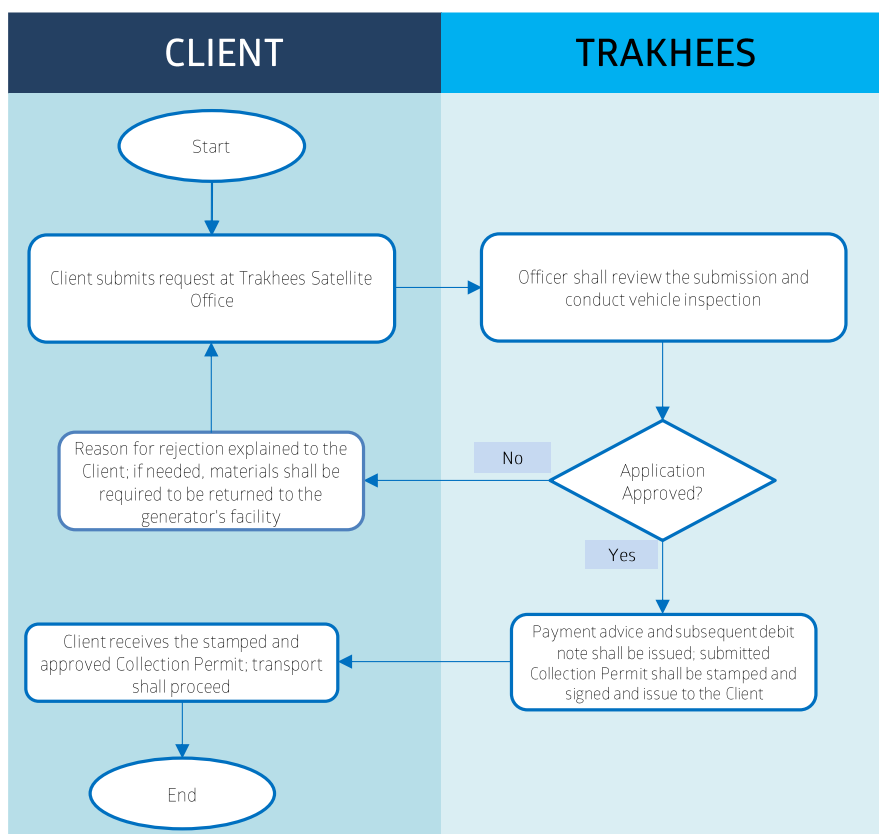 CLIENT
TRAKHEES
Start
Client submits request at Trakhees Satellite
Office
Officer shall review the submission and
conduct vehicle inspection
Reason for rejection explained to the
Client; if needed, materials shall be
required to be returned to the
generator's facility
No
Application
Approved?
Yes
Client receives the stamped and
approved Collection Permit; transport
shall proceed
Payment advice and subsequent debit
note shall be issued; submitted
Collection Permit shall be stamped and
signed and issue to the Client
End